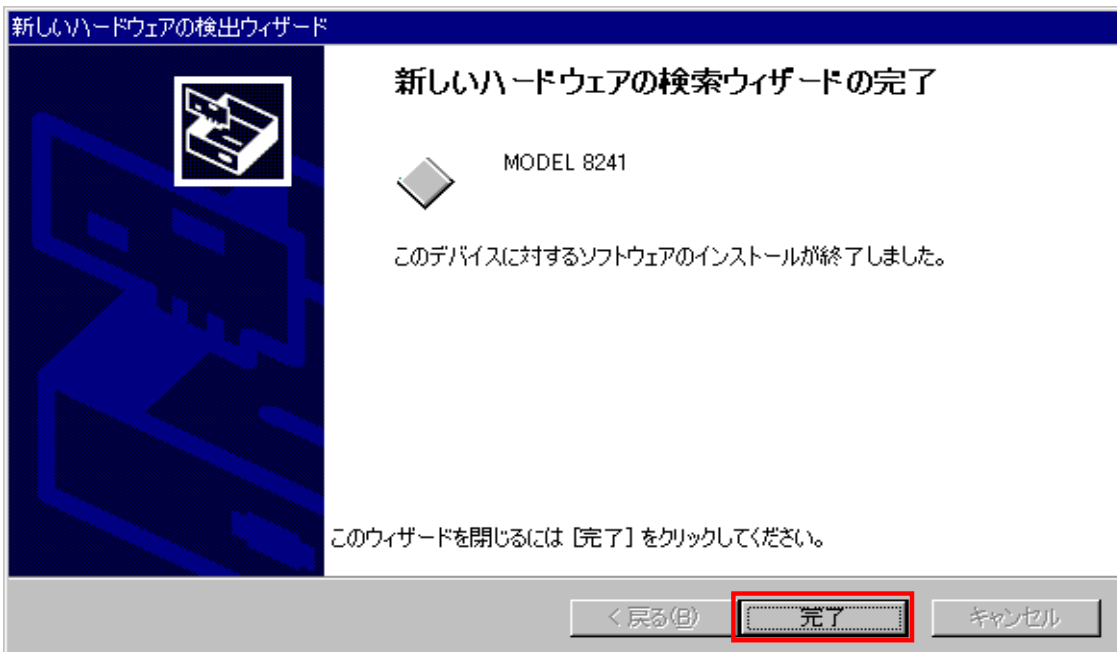 新しいハードウェアの検出ウィザード
新しいハードウェアの検索ウィザードの完了
MODEL 8241
このデバイスに対するソフトウェアのインストールが終了しました。
このウィザードを閉じるには [完了] をクリックしてください。
< 戻る(B)
完了
キャンセル